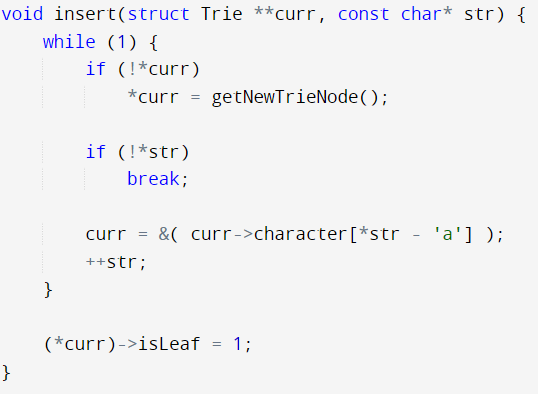 void insert(struct Trie **curr, const char* str) {
    while (1) {
        if (!*curr)
            *curr = getNewTrieNode();

        if (!*str)
            break;

        curr = &( curr->character[*str - 'a'] );
        ++str;
    }

    (*curr)->isLeaf = 1;
}